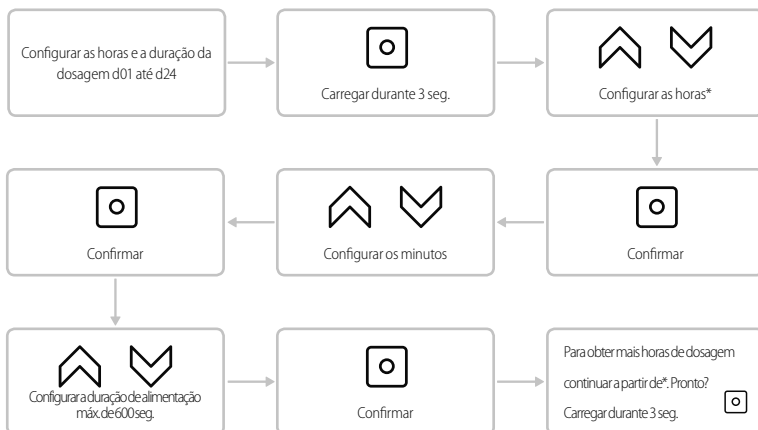 Configurar as horas e a duração da
dosagem d01 até d24
Carregar durante 3 seg.
Configurar as horas*
Confirmar
Configurar os minutos
Confirmar
Configurar a duração de alimentação
máx. de 600 seg.
Confirmar
Para obter mais horas de dosagem
continuar a partir de*. Pronto?
Carregar durante 3 seg.